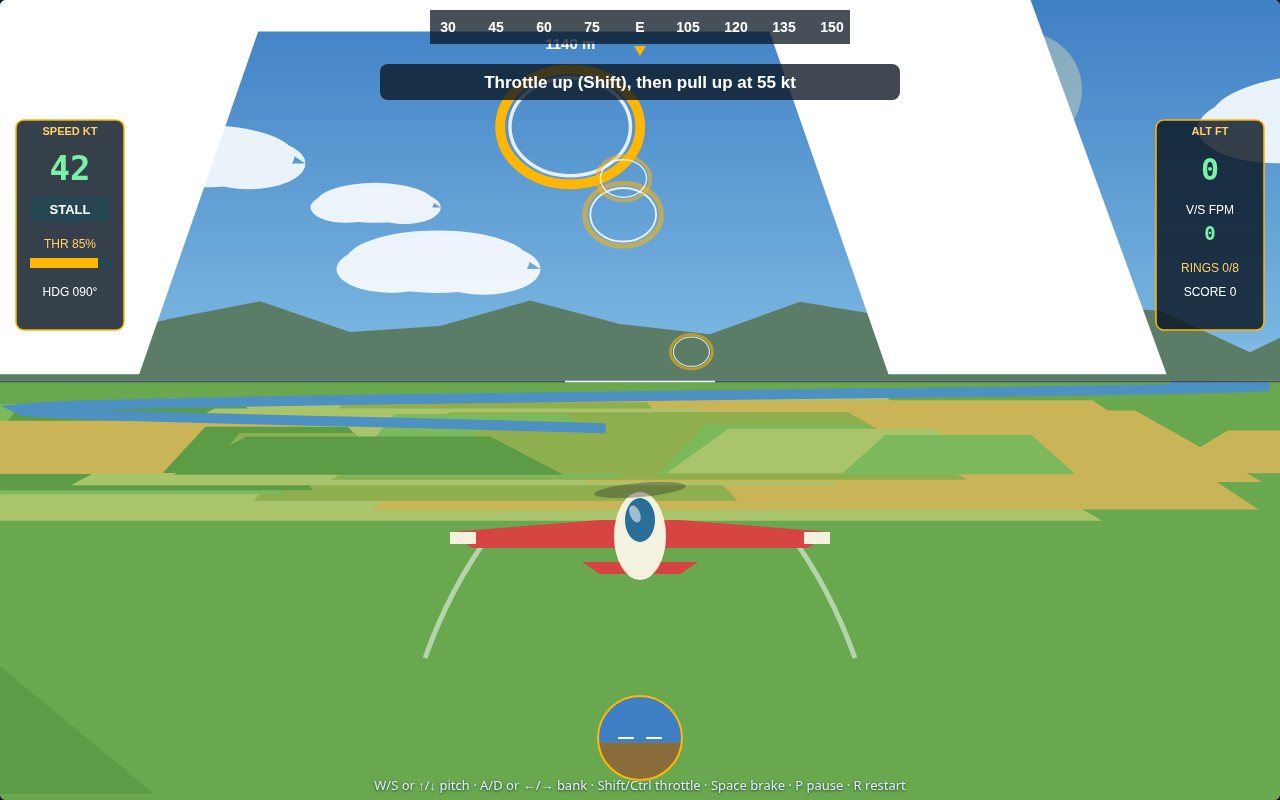 30 45 60 75 E 105 120 135 150
1140 m
Throttle up (Shift), then pull up at 55 kt
SPEED KT
42
STALL
THR 85%
HDG 090°
ALT FT
0
V/S FPM
0
RINGS 0/8
SCORE 0
W/S or ↑/↓ pitch · A/D or ←/→ bank · Shift/Ctrl throttle · Space brake · P pause · R restart